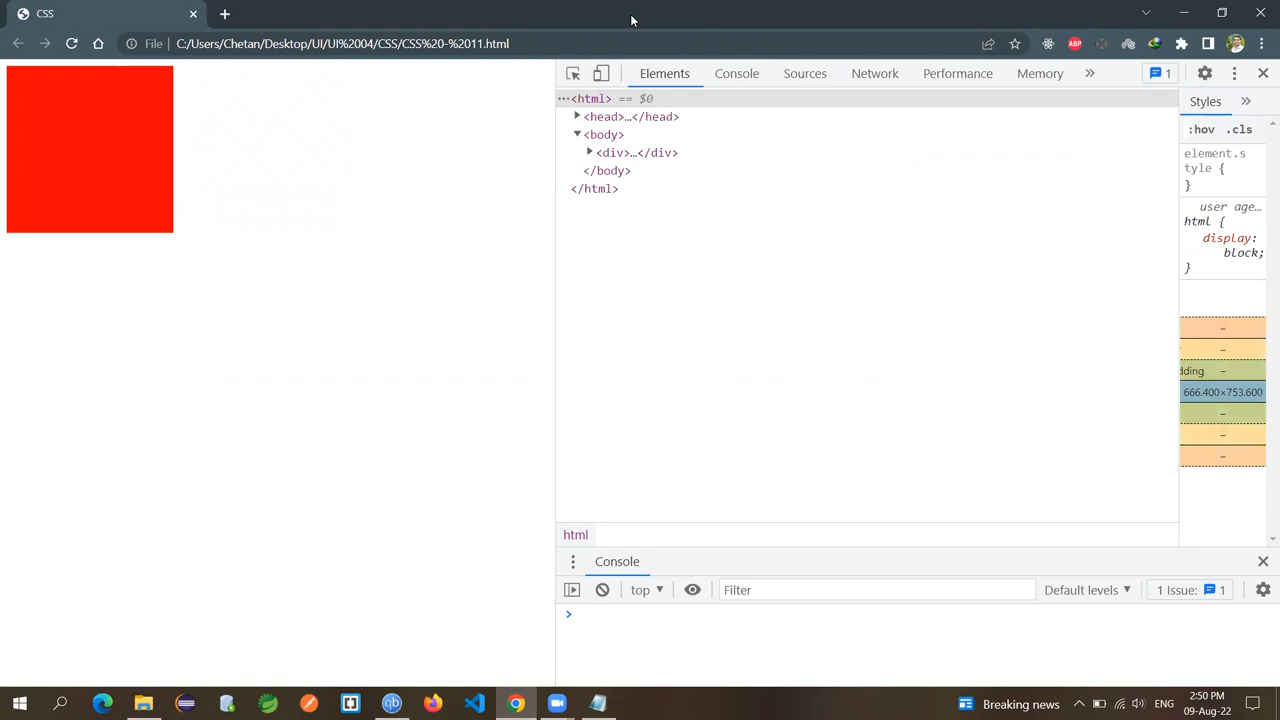 CSS
File
C:/Users/Chetan/Desktop/UI/UI%2004/CSS/CSS%20-%2011.html
ABP
Elements
Console
Sources
Network
Performance
Memory
1
<html> == $0
<head>…</head>
<body>
<div>…</div>
</body>
</html>
Styles
:hov .cls
element.s
tyle {
}
user age…
html {
display:
block;
}
dding
666.400×753.600
html
Console
top
Filter
Default levels
1 Issue: 1
qb
Breaking news
ENG
2:50 PM
09-Aug-22